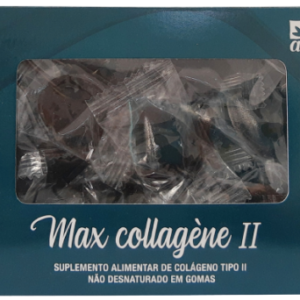 Max collagène II
SUPLEMENTO ALIMENTAR DE COLÁGENO TIPO II
NÃO DESNATURADO EM GOMAS